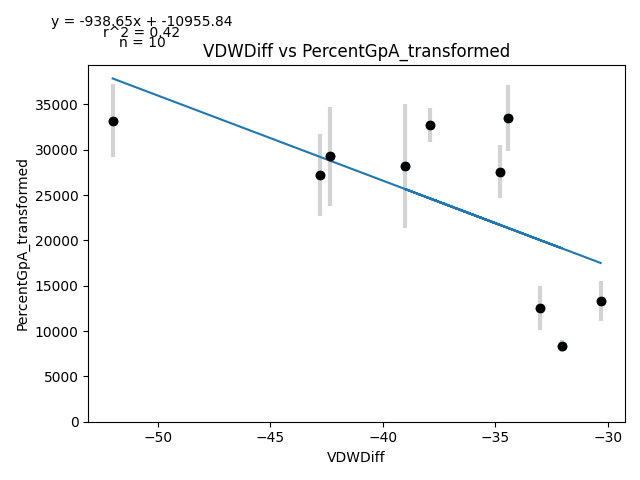 y = -938.65x + -10955.84
r^2 = 0.42
n = 10
VDWDiff vs PercentGpA_transformed
PercentGpA_transformed
35000
30000
25000
20000
15000
10000
5000
0
−50
−45
−40
−35
−30
VDWDiff